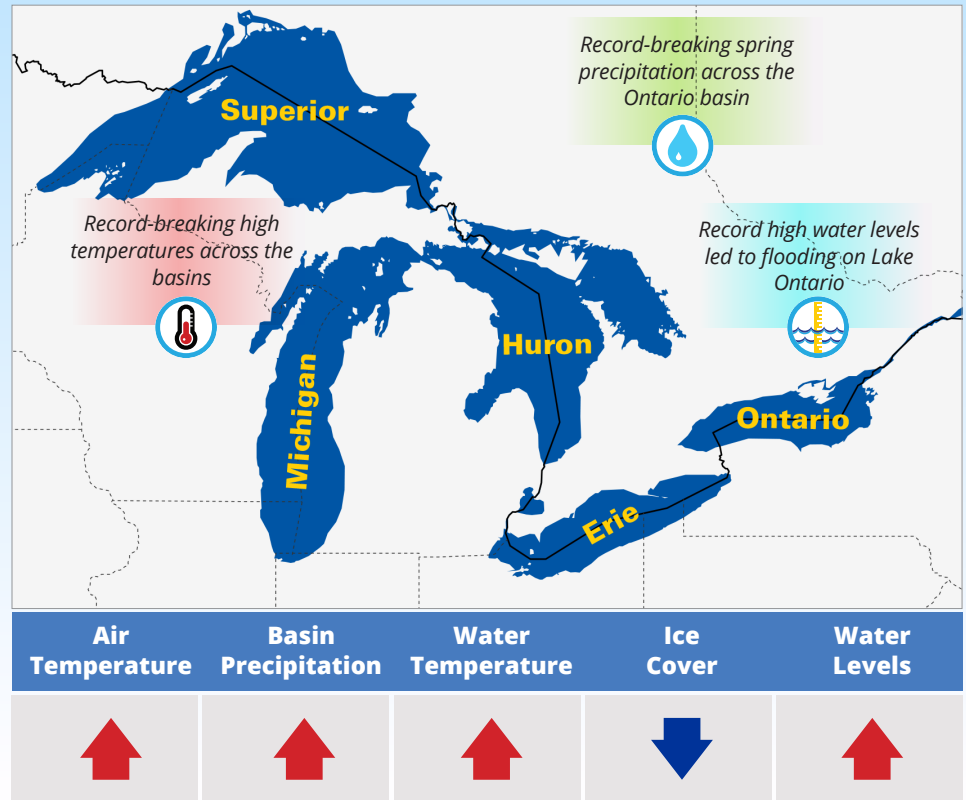 Record-breaking spring
precipitation across the
Ontario basin
Superior
Record-breaking high
temperatures across the
basins
Record high water levels
led to flooding on Lake
Ontario
Huron
Michigan
Ontario
Erie
Air
Temperature
Basin
Precipitation
Water
Temperature
Ice
Cover
Water
Levels